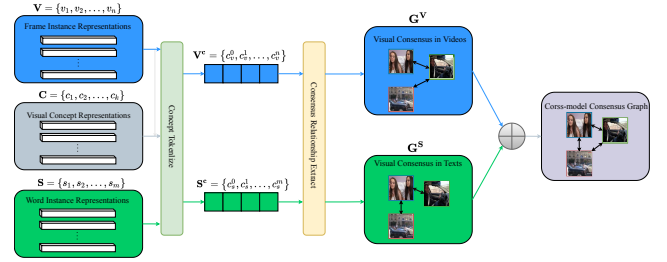 V = {v₁, v₂, . . . , vₙ}
Frame Instance Representations
C = {c₁, c₂, . . . , cₖ}
Visual Concept Representations
S = {s₁, s₂, . . . , sₘ}
Word Instance Representations
Concept Tokenlize
Vᶜ = {c⁰ᵥ, c¹ᵥ, . . . , cⁿᵥ}
Sᶜ = {c⁰ₛ, c¹ₛ, . . . , cᵐₛ}
Consensus Relationship Extract
Gⱽ
Visual Consensus in Videos
Gˢ
Visual Consensus in Texts
Corss-model Consensus Graph